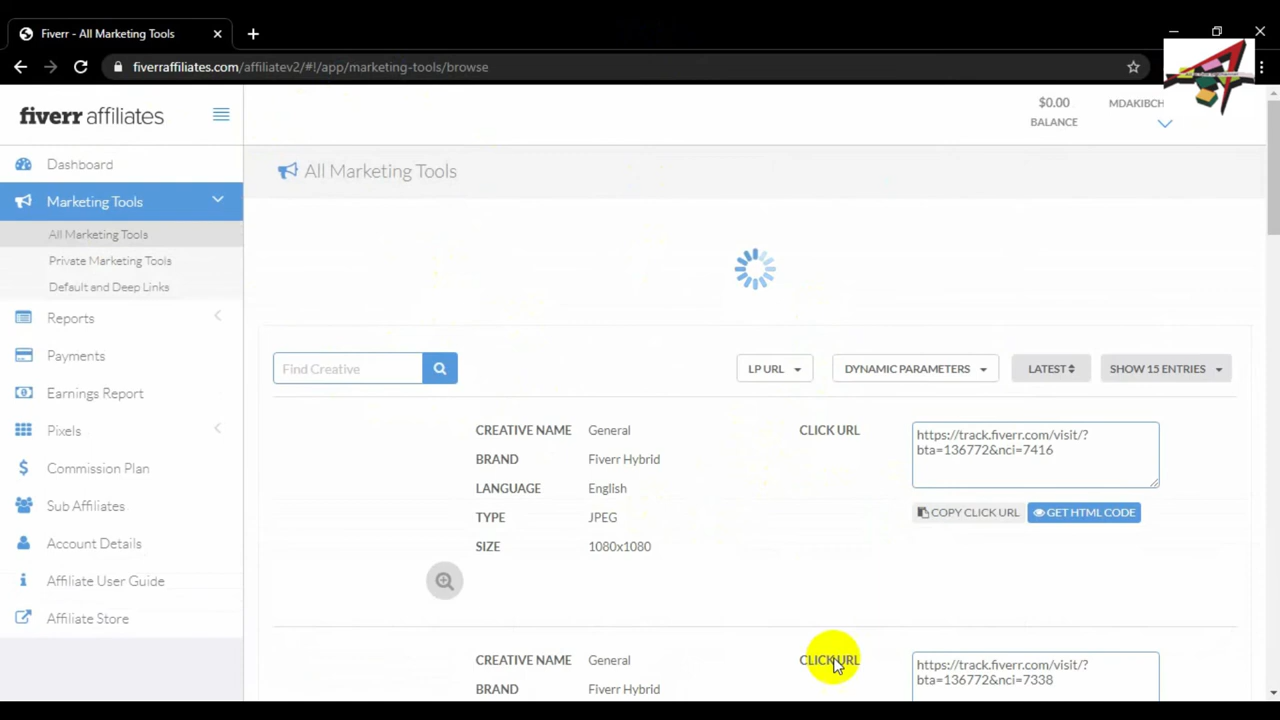 Fiverr - All Marketing Tools
fiverraffiliates.com/affiliatev2/#!/app/marketing-tools/browse
fiverr affiliates
$0.00
BALANCE
MDAKIBCH
Dashboard
Marketing Tools
All Marketing Tools
Private Marketing Tools
Default and Deep Links
Reports
Payments
Earnings Report
Pixels
Commission Plan
Sub Affiliates
Account Details
Affiliate User Guide
Affiliate Store
All Marketing Tools
Find Creative
LP URL
DYNAMIC PARAMETERS
LATEST
SHOW 15 ENTRIES
CREATIVE NAME General
BRAND Fiverr Hybrid
LANGUAGE English
TYPE JPEG
SIZE 1080x1080
CLICK URL
https://track.fiverr.com/visit/?
bta=136772&nci=7416
COPY CLICK URL
GET HTML CODE
CREATIVE NAME General
BRAND Fiverr Hybrid
CLICK URL
https://track.fiverr.com/visit/?
bta=136772&nci=7338